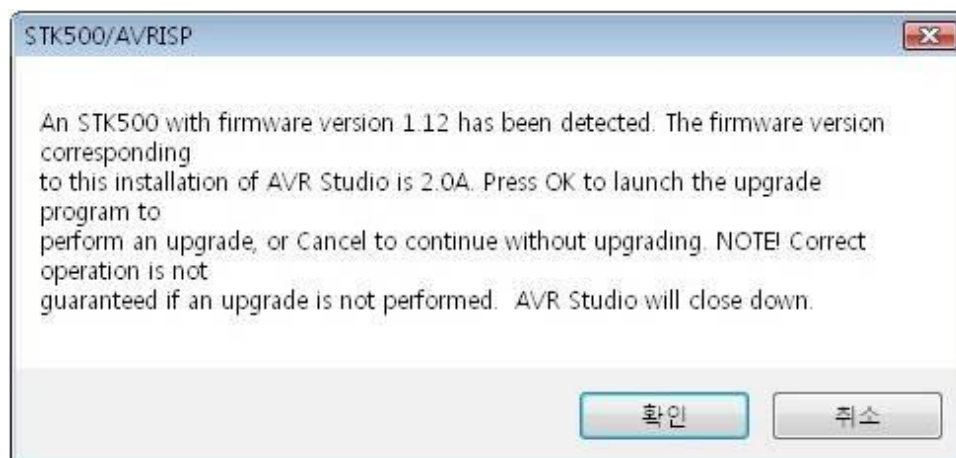 STK500/AVRISP
An STK500 with firmware version 1.12 has been detected. The firmware version
corresponding
to this installation of AVR Studio is 2.0A. Press OK to launch the upgrade
program to
perform an upgrade, or Cancel to continue without upgrading. NOTE! Correct
operation is not
guaranteed if an upgrade is not performed.  AVR Studio will close down.
확인
취소